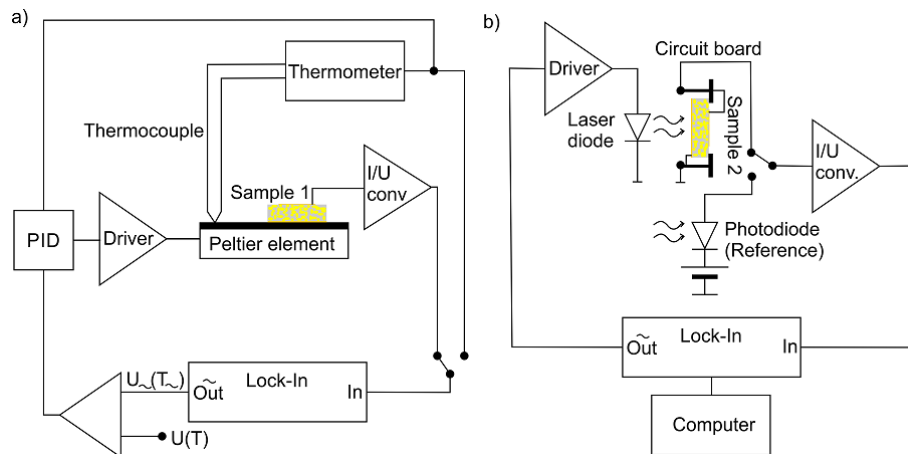 a)
Thermometer
Thermocouple
Sample 1
I/U
conv.
PID
Driver
Peltier element
U~(T~)
~
Out
Lock-In
In
U(T)
b)
Circuit board
Driver
Laser
diode
Sample 2
I/U
conv.
Photodiode
(Reference)
~
Out
Lock-In
In
Computer